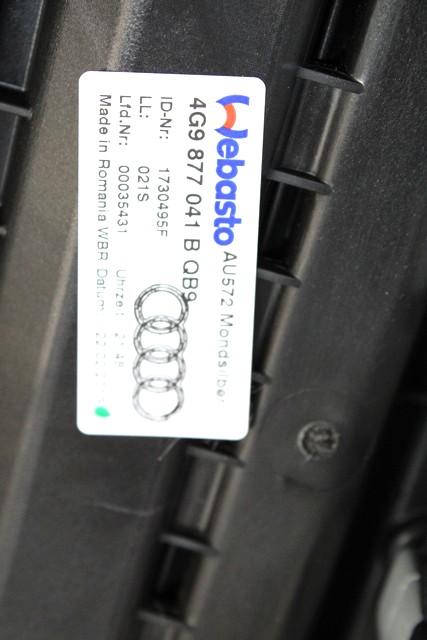 Webasto AU572 Mondsilber
4G9 877 041 B QB9
ID-Nr: 1730495F
LL: 021S
Lfd.Nr: 00035431 Uhrzeit:
Made in Romania WBR Datum: